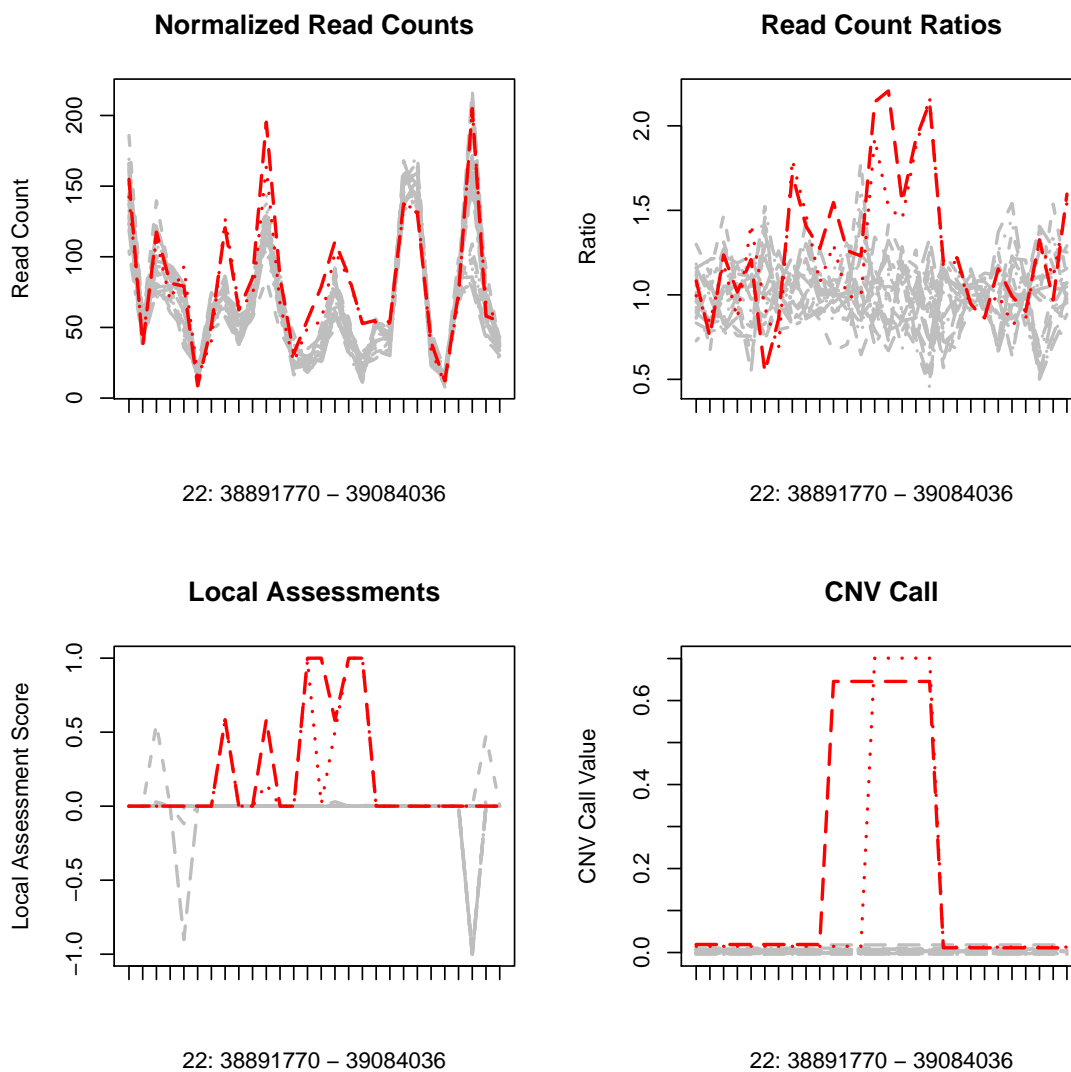 Normalized Read Counts
Read Count
0
50
100
150
200
22: 38891770 – 39084036
Read Count Ratios
Ratio
0.5
1.0
1.5
2.0
22: 38891770 – 39084036
Local Assessments
Local Assessment Score
−1.0
−0.5
0.0
0.5
1.0
22: 38891770 – 39084036
CNV Call
CNV Call Value
0.0
0.2
0.4
0.6
22: 38891770 – 39084036